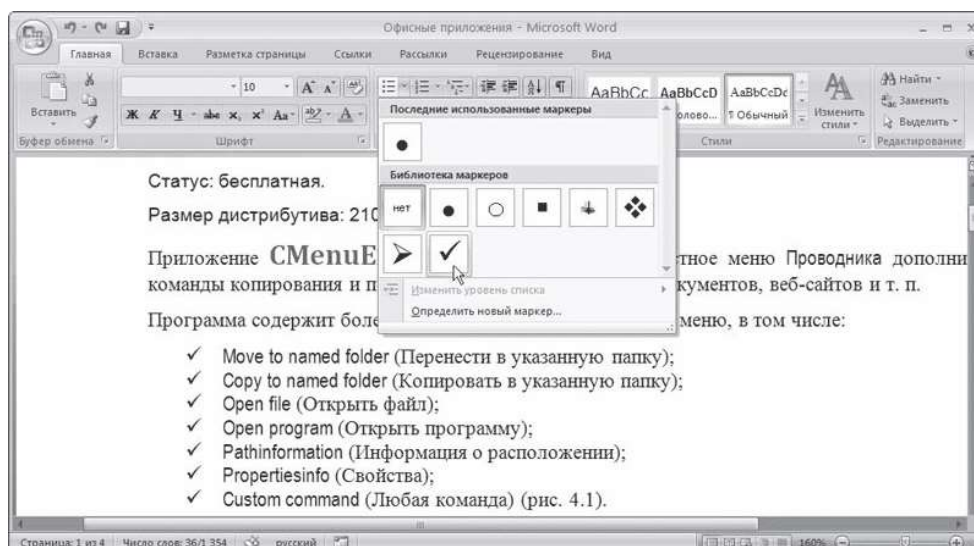 Офисные приложения - Microsoft Word
Главная Вставка Разметка страницы Ссылки Рассылки Рецензирование Вид
Вставить
10
Ж К Ч abc x, x² Aa
AaBbCc AaBbCcD AaBbCcDc
олово... ¶ Обычный
Изменить стили
Найти
Заменить
Выделить
Буфер обмена Шрифт Стили Редактирование
Последние использованные маркеры
Библиотека маркеров
нет
Изменить уровень списка
Определить новый маркер...
Статус: бесплатная.
Размер дистрибутива: 210
Приложение CMenuE тное меню Проводника дополни
команды копирования и п кументов, веб-сайтов и т. п.
Программа содержит боле меню, в том числе:
✓ Move to named folder (Перенести в указанную папку);
✓ Copy to named folder (Копировать в указанную папку);
✓ Open file (Открыть файл);
✓ Open program (Открыть программу);
✓ Pathinformation (Информация о расположении);
✓ Propertiesinfo (Свойства);
✓ Custom command (Любая команда) (рис. 4.1).
Страница: 1 из 4 Число слов: 36/1 354 русский 160%